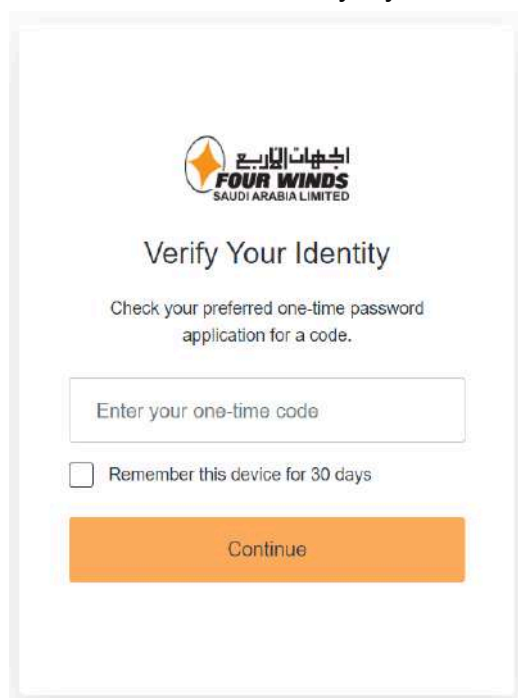 الجهات الأربع
FOUR WINDS
SAUDI ARABIA LIMITED
Verify Your Identity
Check your preferred one-time password
application for a code.
Enter your one-time code
Remember this device for 30 days
Continue